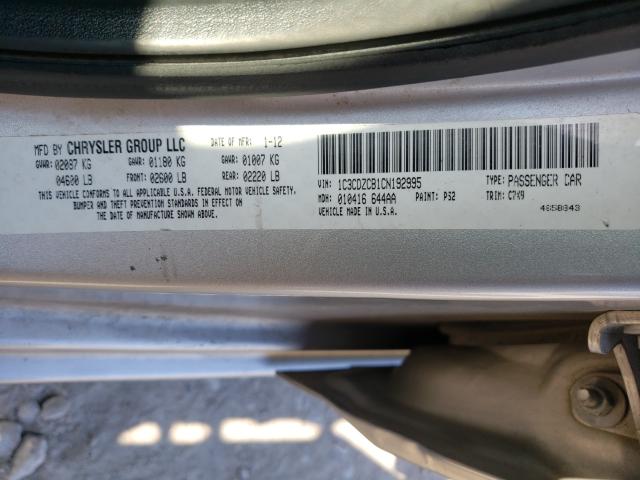 MFD BY CHRYSLER GROUP LLC DATE OF MFR: 1-12
GVWR: 02087 KG GAWR: 01180 KG GAWR: 01007 KG
04600 LB FRONT: 02600 LB REAR: 02220 LB
THIS VEHICLE CONFORMS TO ALL APPLICABLE U.S.A. FEDERAL MOTOR VEHICLE SAFETY,
BUMPER AND THEFT PREVENTION STANDARDS IN EFFECT ON
THE DATE OF MANUFACTURE SHOWN ABOVE.
VIN: 1C3CDZCB1CN192995 TYPE: PASSENGER CAR
MDH: 010416 644AA PAINT: PS2 TRIM: C7X9
MADE IN U.S.A. 4658843